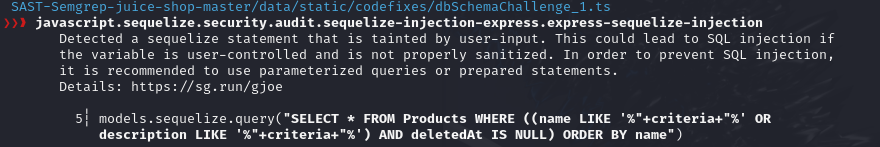 SAST-Semgrep-juice-shop-master/data/static/codefixes/dbSchemaChallenge_1.ts
❯❯❱ javascript.sequelize.security.audit.sequelize-injection-express.express-sequelize-injection
Detected a sequelize statement that is tainted by user-input. This could lead to SQL injection if
the variable is user-controlled and is not properly sanitized. In order to prevent SQL injection,
it is recommended to use parameterized queries or prepared statements.
Details: https://sg.run/gjoe
5┆ models.sequelize.query("SELECT * FROM Products WHERE ((name LIKE '%"+criteria+"%' OR
description LIKE '%"+criteria+"%') AND deletedAt IS NULL) ORDER BY name")